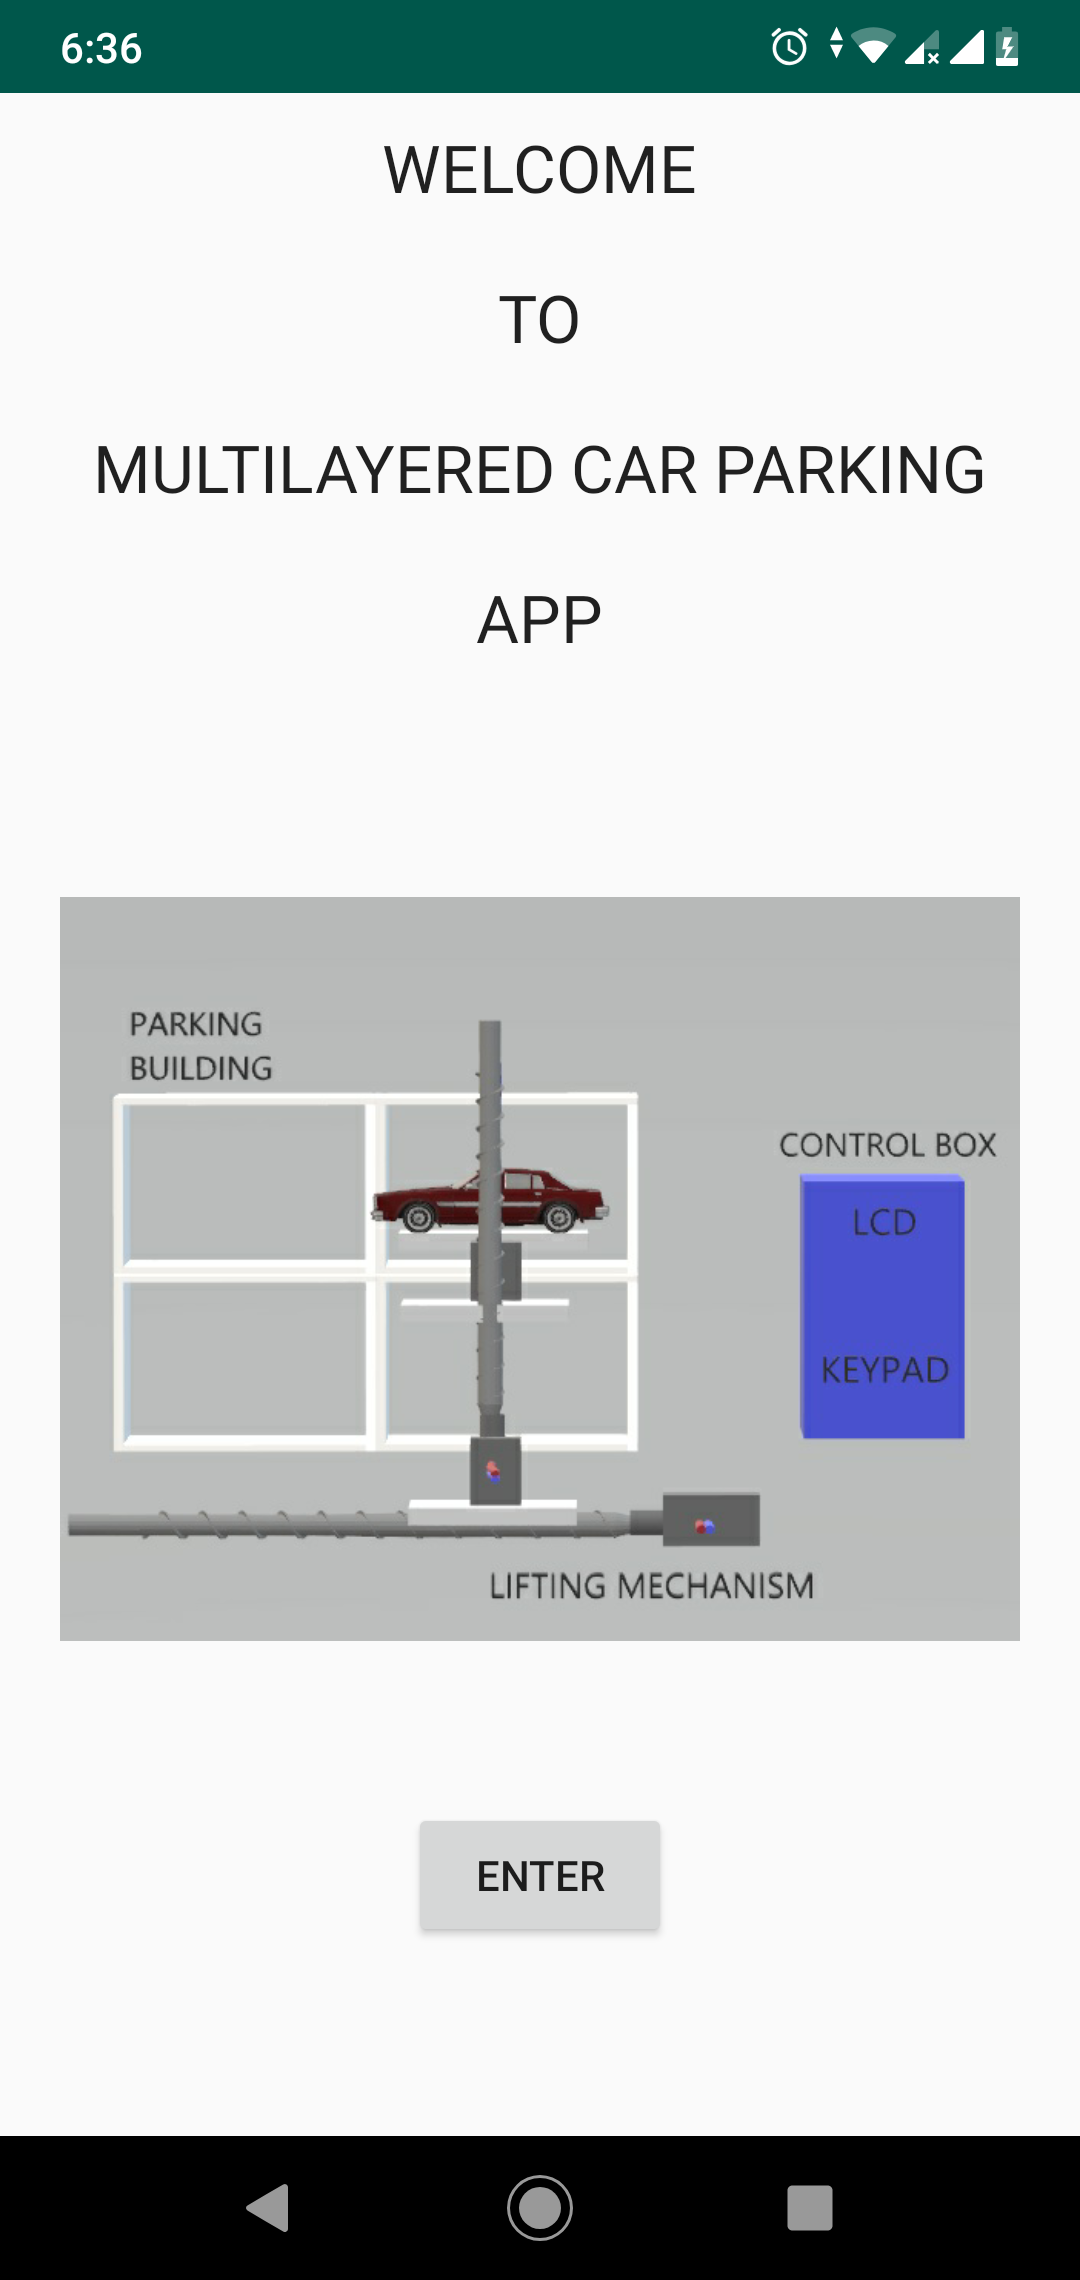 6:36
WELCOME
TO
MULTILAYERED CAR PARKING
APP
PARKING
BUILDING
CONTROL BOX
LCD
KEYPAD
LIFTING MECHANISM
ENTER